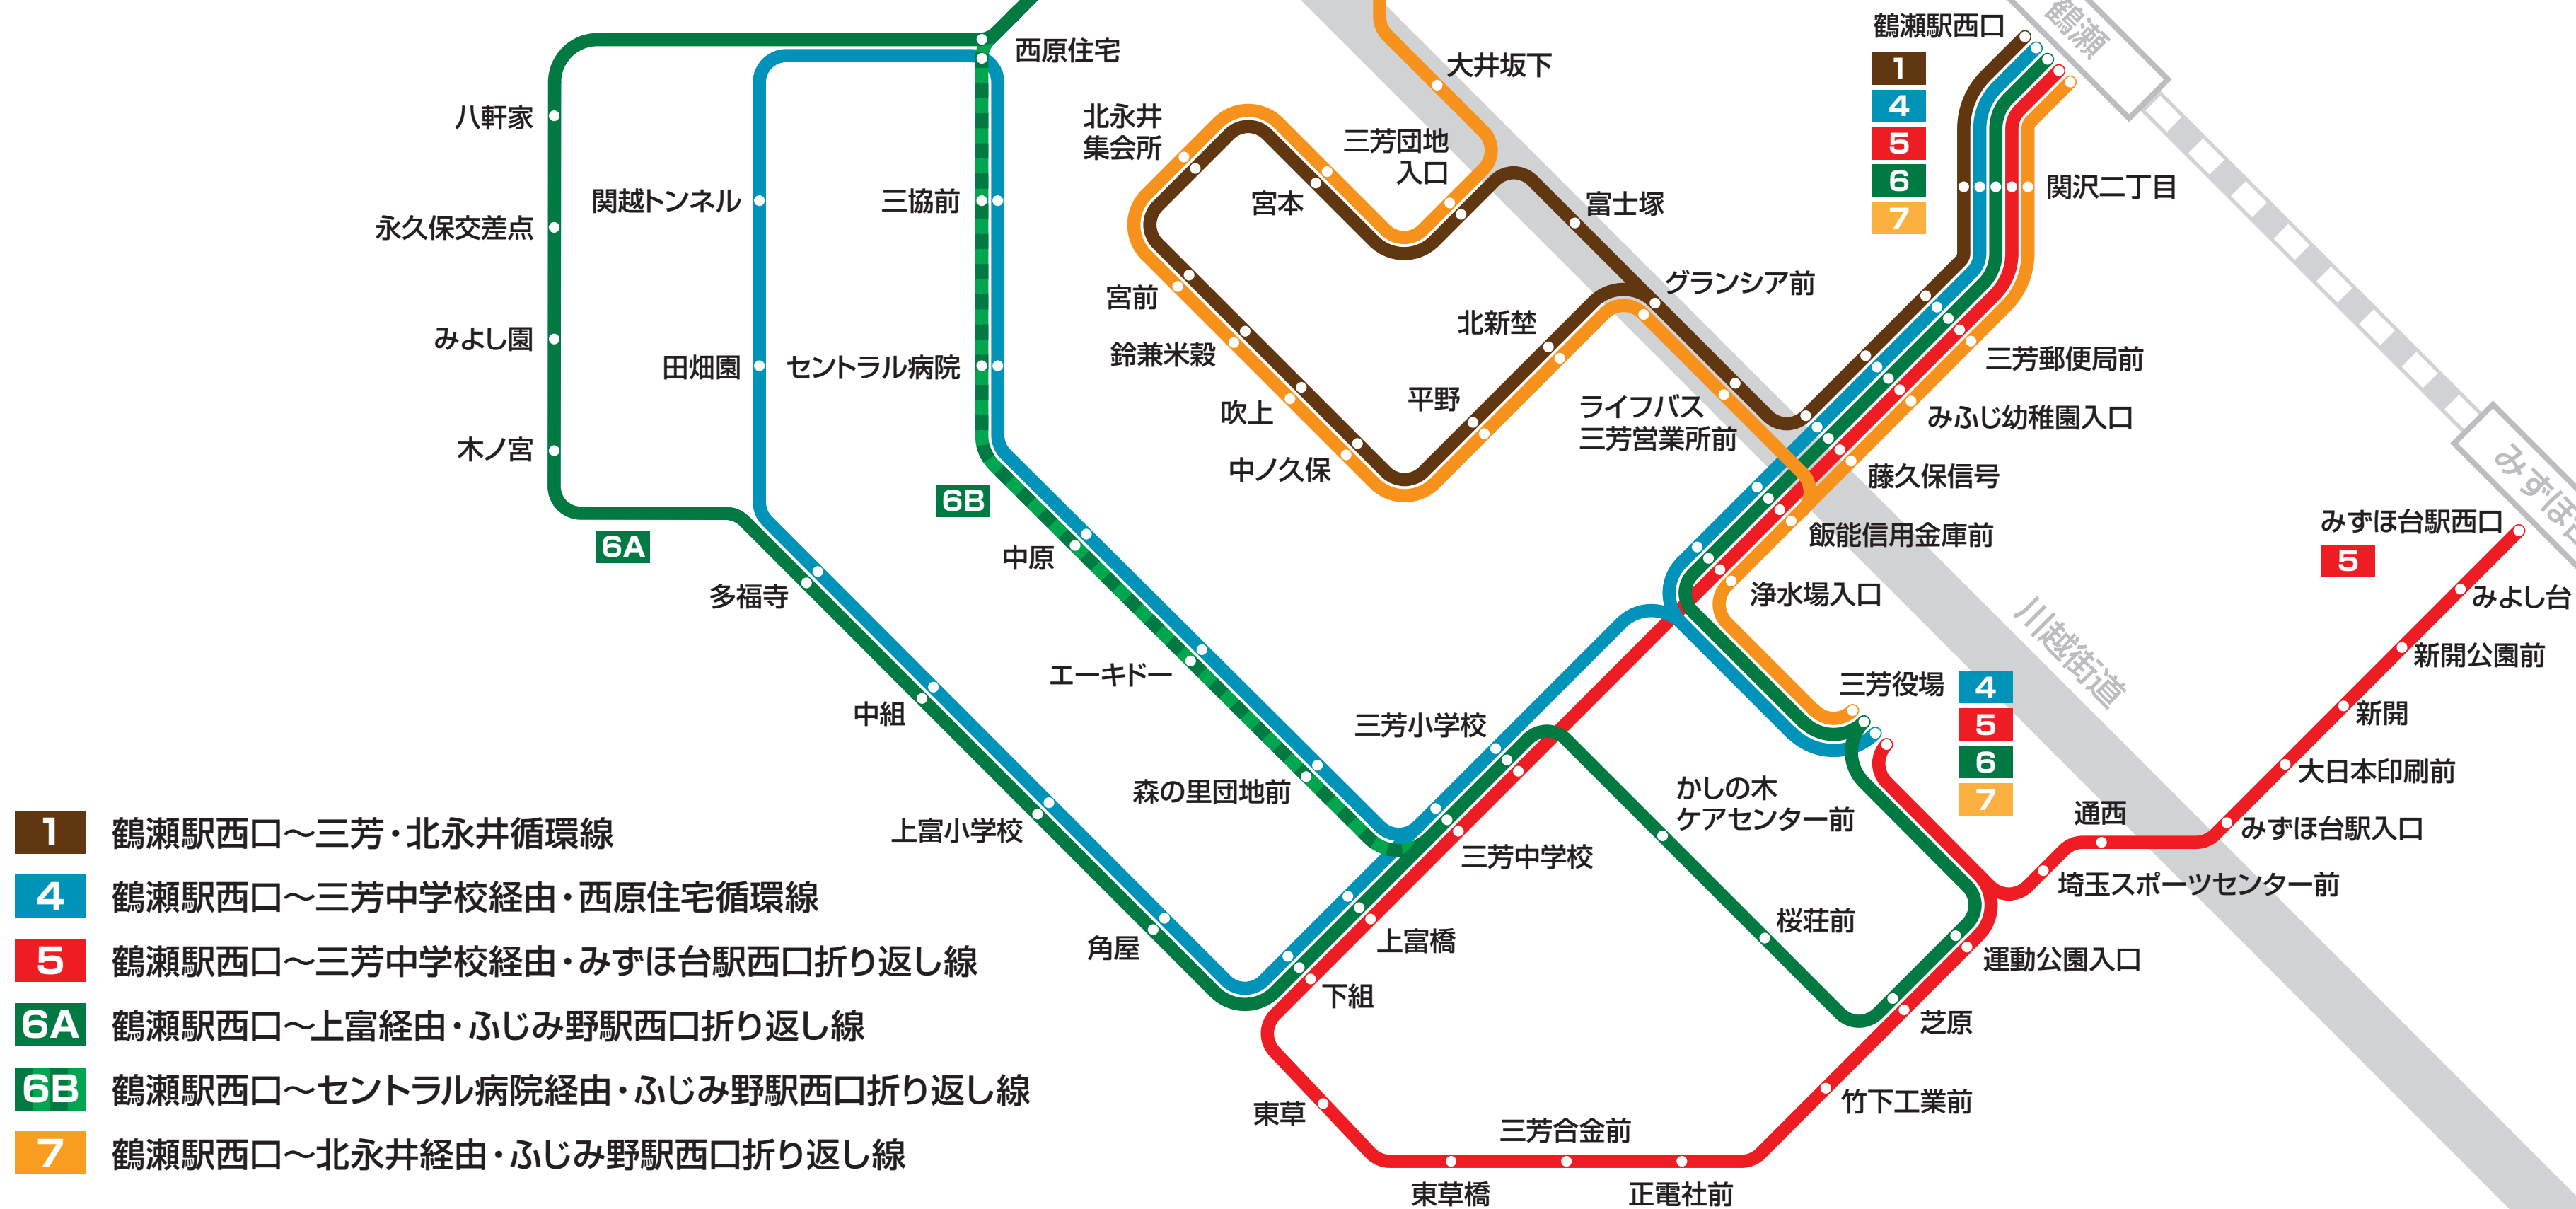 西原住宅
八軒家
永久保交差点
みよし園
木ノ宮
6A
関越トンネル
田畑園
三協前
セントラル病院
6B
多福寺
中組
上富小学校
角屋
中原
エーキドー
森の里団地前
北永井
集会所
宮本
三芳団地
入口
大井坂下
富士塚
グランシア前
宮前
鈴兼米穀
吹上
中ノ久保
平野
北新埜
ライフバス
三芳営業所前
鶴瀬駅西口
1
4
5
6
7
鶴瀬
関沢二丁目
三芳郵便局前
みふじ幼稚園入口
藤久保信号
飯能信用金庫前
浄水場入口
三芳役場
4
5
6
7
川越街道
みずほ台
みずほ台駅西口
5
みよし台
新開公園前
新開
大日本印刷前
みずほ台駅入口
通西
埼玉スポーツセンター前
運動公園入口
芝原
竹下工業前
かしの木
ケアセンター前
桜荘前
三芳小学校
三芳中学校
上富橋
下組
東草
東草橋
三芳合金前
正電社前
1 鶴瀬駅西口〜三芳・北永井循環線
4 鶴瀬駅西口〜三芳中学校経由・西原住宅循環線
5 鶴瀬駅西口〜三芳中学校経由・みずほ台駅西口折り返し線
6A 鶴瀬駅西口〜上富経由・ふじみ野駅西口折り返し線
6B 鶴瀬駅西口〜セントラル病院経由・ふじみ野駅西口折り返し線
7 鶴瀬駅西口〜北永井経由・ふじみ野駅西口折り返し線